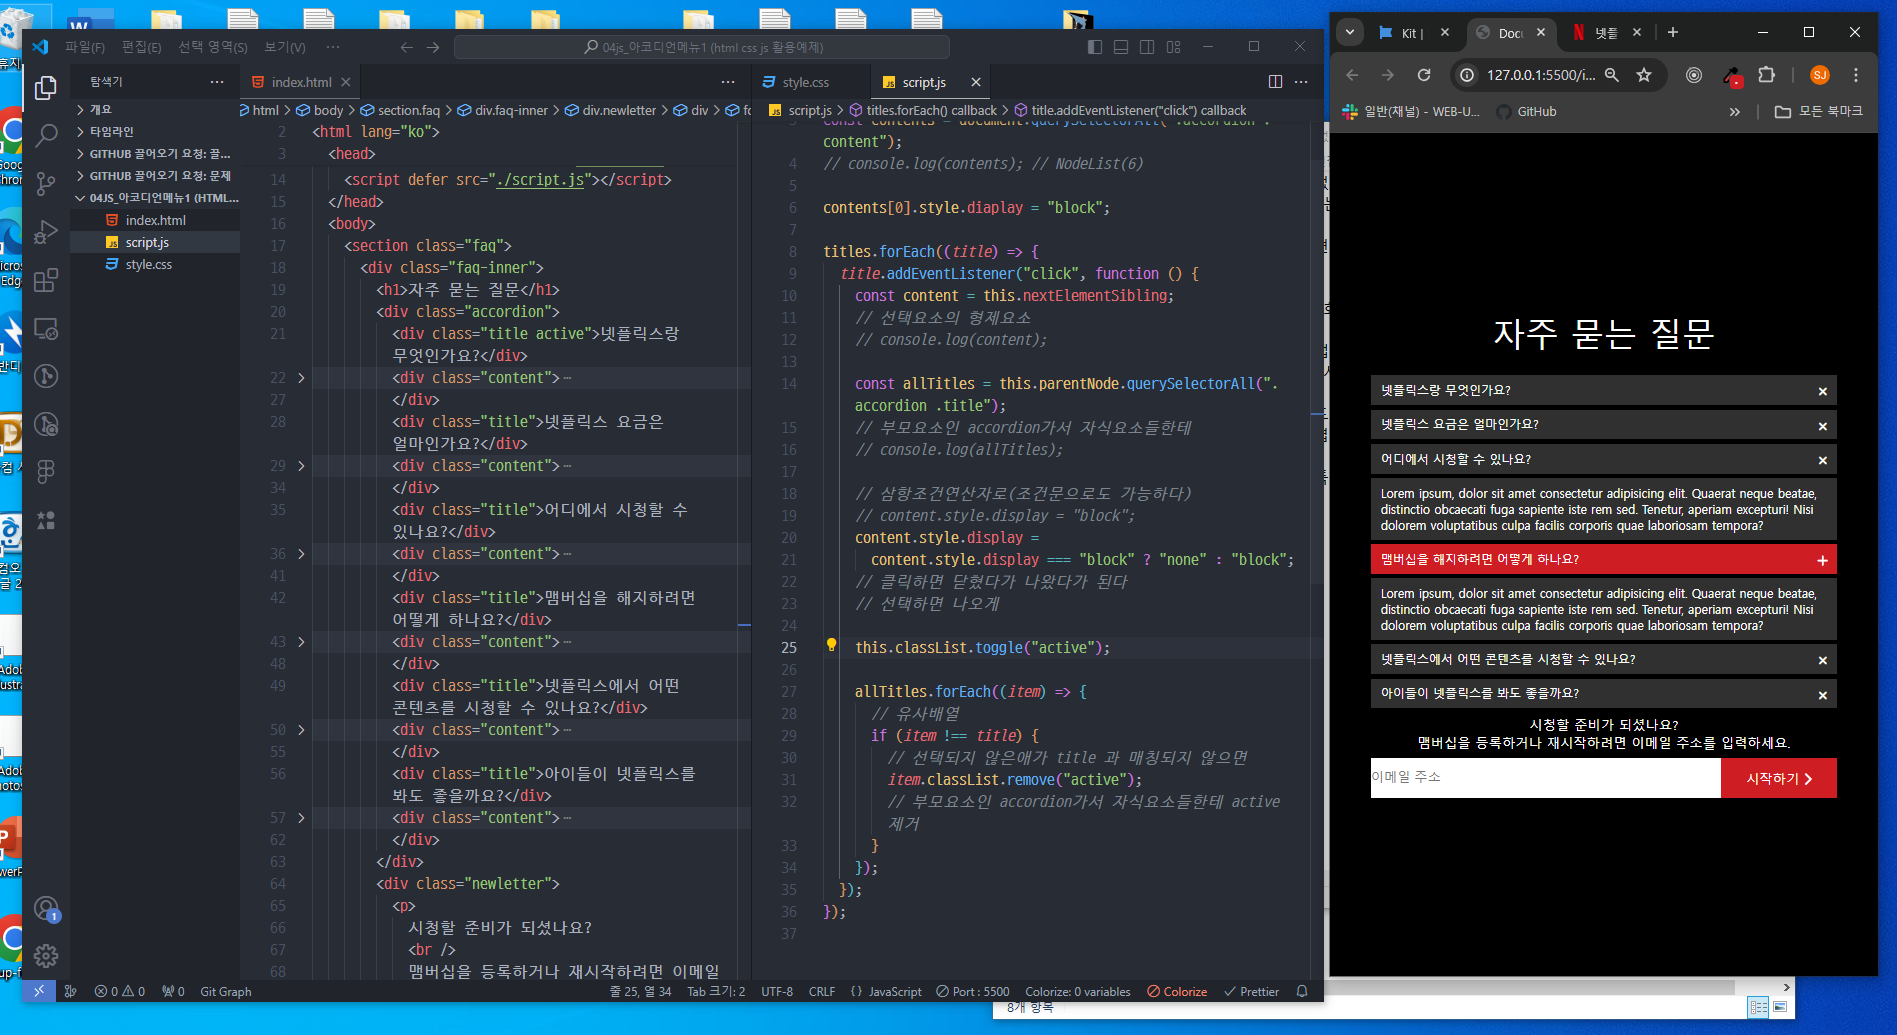 파일(F) 편집(E) 선택 영역(S) 보기(V) ···
04js_아코디언메뉴1 (html css js 활용예제)
탐색기
개요
타임라인
GITHUB 끌어오기 요청: 끌...
GITHUB 끌어오기 요청: 문제
04JS_아코디언메뉴1 (HTML...
index.html
script.js
style.css
index.html
html > body > section.faq > div.faq-inner > div.newletter > div > fo
2 <html lang="ko">
3 <head>
14 <script defer src="./script.js"></script>
15 </head>
16 <body>
17 <section class="faq">
18 <div class="faq-inner">
19 <h1>자주 묻는 질문</h1>
20 <div class="accordion">
21 <div class="title active">넷플릭스랑
무엇인가요?</div>
22 <div class="content">···
27 </div>
28 <div class="title">넷플릭스 요금은
얼마인가요?</div>
29 <div class="content">···
34 </div>
35 <div class="title">어디에서 시청할 수
있나요?</div>
36 <div class="content">···
41 </div>
42 <div class="title">맴버십을 해지하려면
어떻게 하나요?</div>
43 <div class="content">···
48 </div>
49 <div class="title">넷플릭스에서 어떤
콘텐츠를 시청할 수 있나요?</div>
50 <div class="content">···
55 </div>
56 <div class="title">아이들이 넷플릭스를
봐도 좋을까요?</div>
57 <div class="content">···
62 </div>
63 </div>
64 <div class="newletter">
65 <p>
66 시청할 준비가 되셨나요?
67 <br />
68 맴버십을 등록하거나 재시작하려면 이메일
style.css
script.js
script.js > titles.forEach() callback > title.addEventListener("click") callback
3 const contents = document.querySelectorAll(".accordion .
content");
4 // console.log(contents); // NodeList(6)
5
6 contents[0].style.diaplay = "block";
7
8 titles.forEach((title) => {
9 title.addEventListener("click", function () {
10 const content = this.nextElementSibling;
11 // 선택요소의 형제요소
12 // console.log(content);
13
14 const allTitles = this.parentNode.querySelectorAll(".
accordion .title");
15 // 부모요소인 accordion가서 자식요소들한테
16 // console.log(allTitles);
17
18 // 삼항조건연산자로(조건문으로도 가능하다)
19 // content.style.display = "block";
20 content.style.display =
21 content.style.display === "block" ? "none" : "block";
22 // 클릭하면 닫혔다가 나왔다가 된다
23 // 선택하면 나오게
24
25 this.classList.toggle("active");
26
27 allTitles.forEach((item) => {
28 // 유사배열
29 if (item !== title) {
30 // 선택되지 않은애가 title 과 매칭되지 않으면
31 item.classList.remove("active");
32 // 부모요소인 accordion가서 자식요소들한테 active
제거
33 }
34 });
35 });
36 });
37
0 0 0 Git Graph
줄 25, 열 34 Tab 크기: 2 UTF-8 CRLF {} JavaScript Port : 5500 Colorize: 0 variables Colorize Prettier
Kit | Docu 넷플
127.0.0.1:5500/i...
SJ
일반(채널) - WEB-U... GitHub 모든 북마크
자주 묻는 질문
넷플릭스랑 무엇인가요?
넷플릭스 요금은 얼마인가요?
어디에서 시청할 수 있나요?
Lorem ipsum, dolor sit amet consectetur adipisicing elit. Quaerat neque beatae,
distinctio obcaecati fuga sapiente iste rem sed. Tenetur, aperiam excepturi! Nisi
dolorem voluptatibus culpa facilis corporis quae laboriosam tempora?
맴버십을 해지하려면 어떻게 하나요?
Lorem ipsum, dolor sit amet consectetur adipisicing elit. Quaerat neque beatae,
distinctio obcaecati fuga sapiente iste rem sed. Tenetur, aperiam excepturi! Nisi
dolorem voluptatibus culpa facilis corporis quae laboriosam tempora?
넷플릭스에서 어떤 콘텐츠를 시청할 수 있나요?
아이들이 넷플릭스를 봐도 좋을까요?
시청할 준비가 되셨나요?
맴버십을 등록하거나 재시작하려면 이메일 주소를 입력하세요.
이메일 주소
시작하기
8개 항목